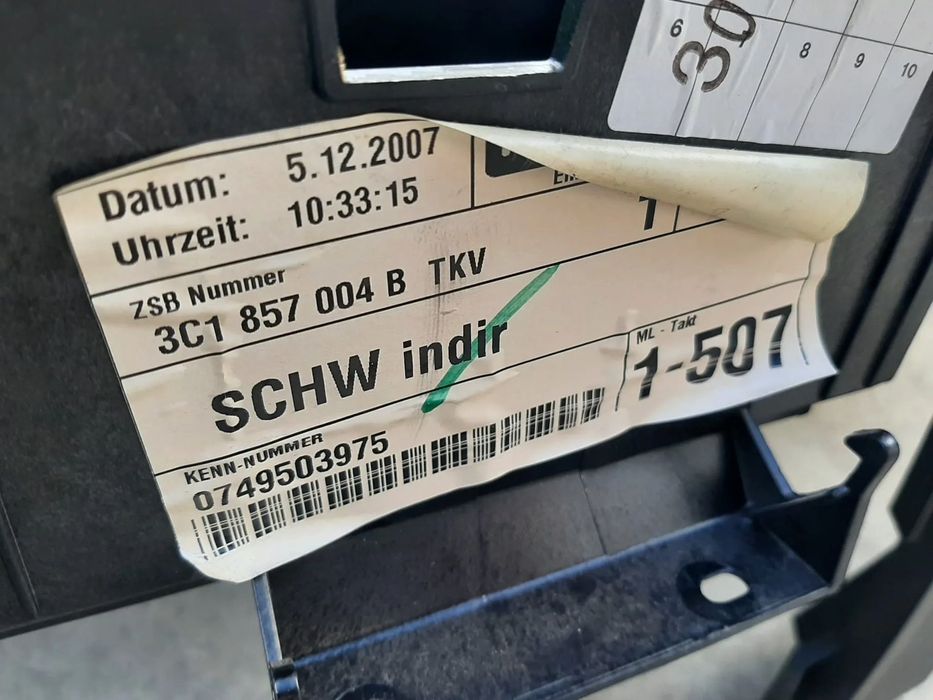 6
30
8
9
10
Datum: 5.12.2007
Uhrzeit: 10:33:15
1
ZSB Nummer
3C1 857 004 B TKV
SCHW indir
ML - Takt
1-507
KENN-NUMMER
0749503975